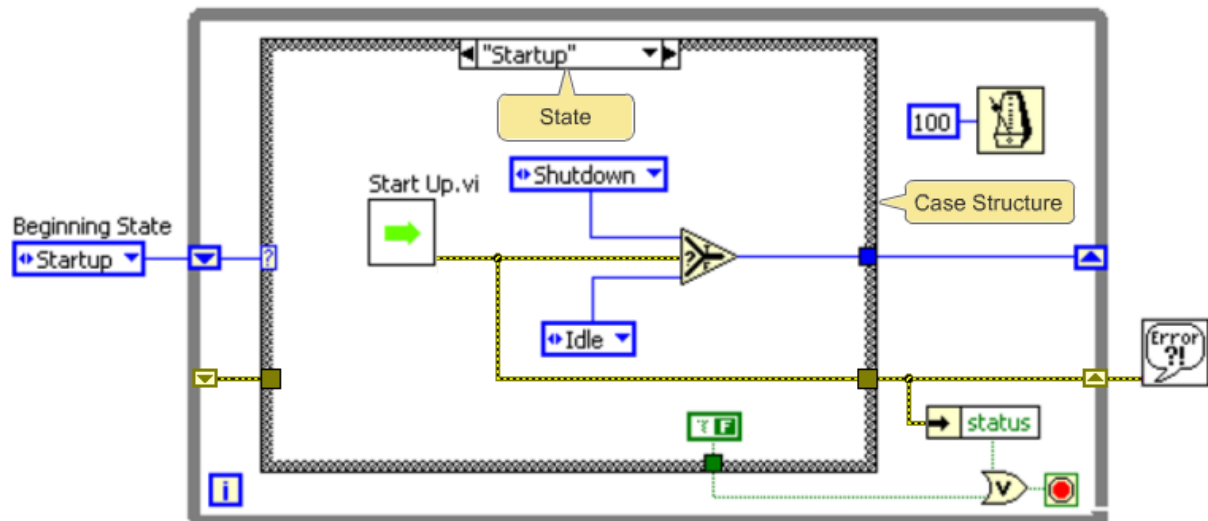 "Startup"
State
100
Start Up.vi
Shutdown
Case Structure
Beginning State
Startup
?
?
T
F
Idle
Error
?!
F
status
i
V